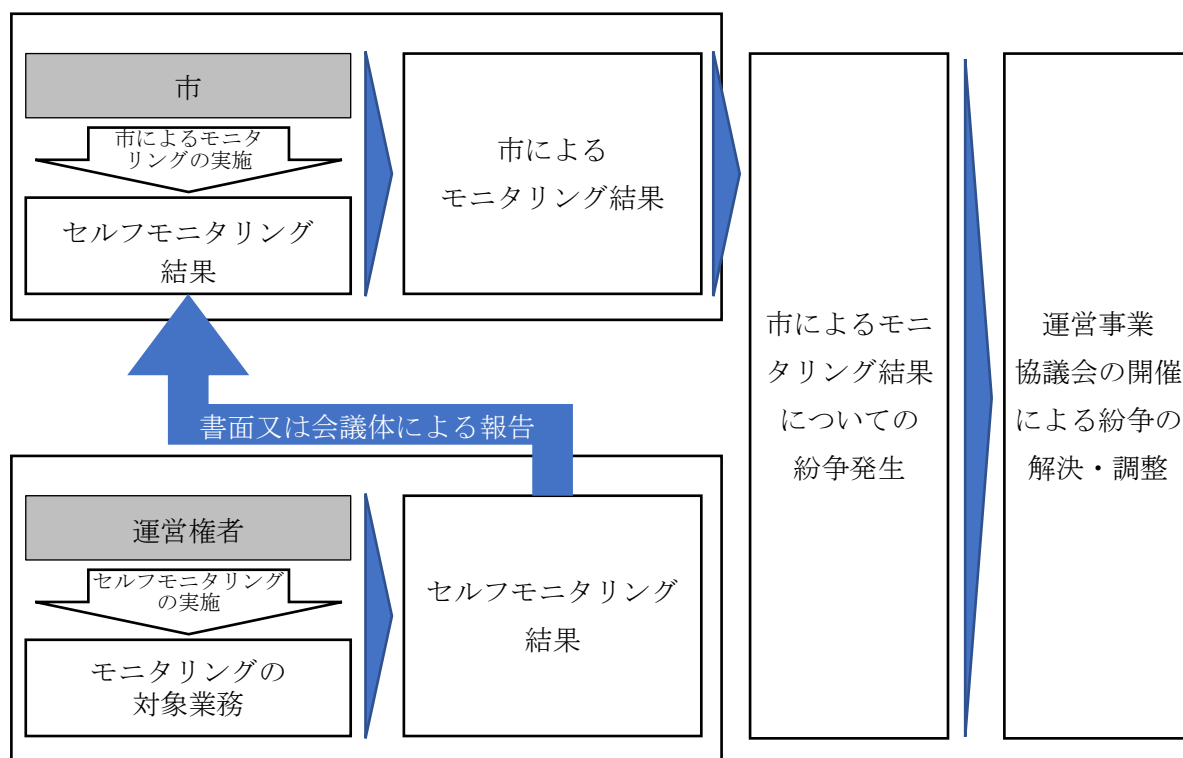 市
市によるモニタ
リングの実施
セルフモニタリング
結果
市による
モニタリング結果
書面又は会議体による報告
運営権者
セルフモニタリング
の実施
モニタリングの
対象業務
セルフモニタリング
結果
市によるモニ
タリング結果
についての
紛争発生
運営事業
協議会の開催
による紛争の
解決・調整